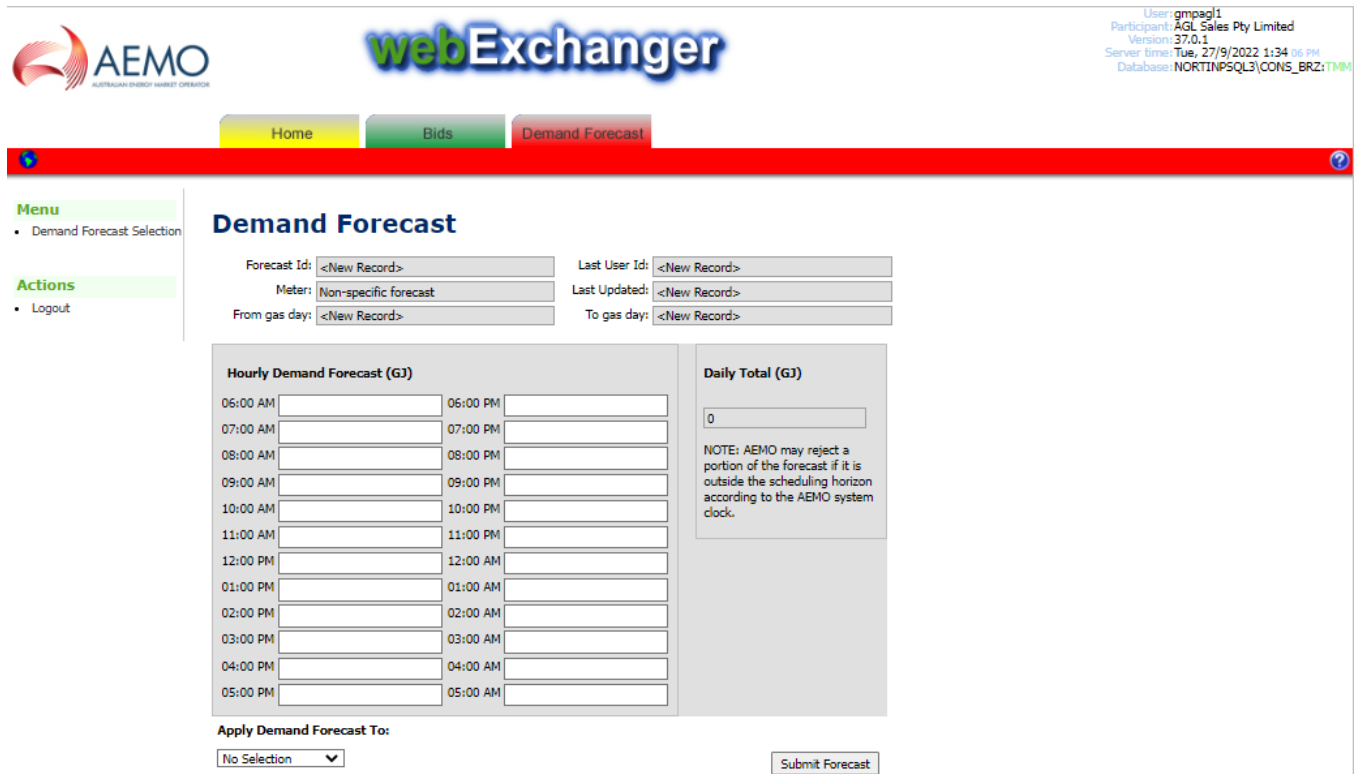 AEMO
AUSTRALIAN ENERGY MARKET OPERATOR
webExchanger
User: gmpagl1
Participant: AGL Sales Pty Limited
Version: 37.0.1
Server time: Tue, 27/9/2022 1:34 06 PM
Database: NORTINPSQL3\CONS_BRZ:TMM
Home Bids Demand Forecast
Menu
• Demand Forecast Selection
Actions
• Logout
Demand Forecast
Forecast Id: <New Record> Last User Id: <New Record>
Meter: Non-specific forecast Last Updated: <New Record>
From gas day: <New Record> To gas day: <New Record>
Hourly Demand Forecast (GJ)
06:00 AM 06:00 PM
07:00 AM 07:00 PM
08:00 AM 08:00 PM
09:00 AM 09:00 PM
10:00 AM 10:00 PM
11:00 AM 11:00 PM
12:00 PM 12:00 AM
01:00 PM 01:00 AM
02:00 PM 02:00 AM
03:00 PM 03:00 AM
04:00 PM 04:00 AM
05:00 PM 05:00 AM
Daily Total (GJ)
0
NOTE: AEMO may reject a
portion of the forecast if it is
outside the scheduling horizon
according to the AEMO system
clock.
Apply Demand Forecast To:
No Selection
Submit Forecast